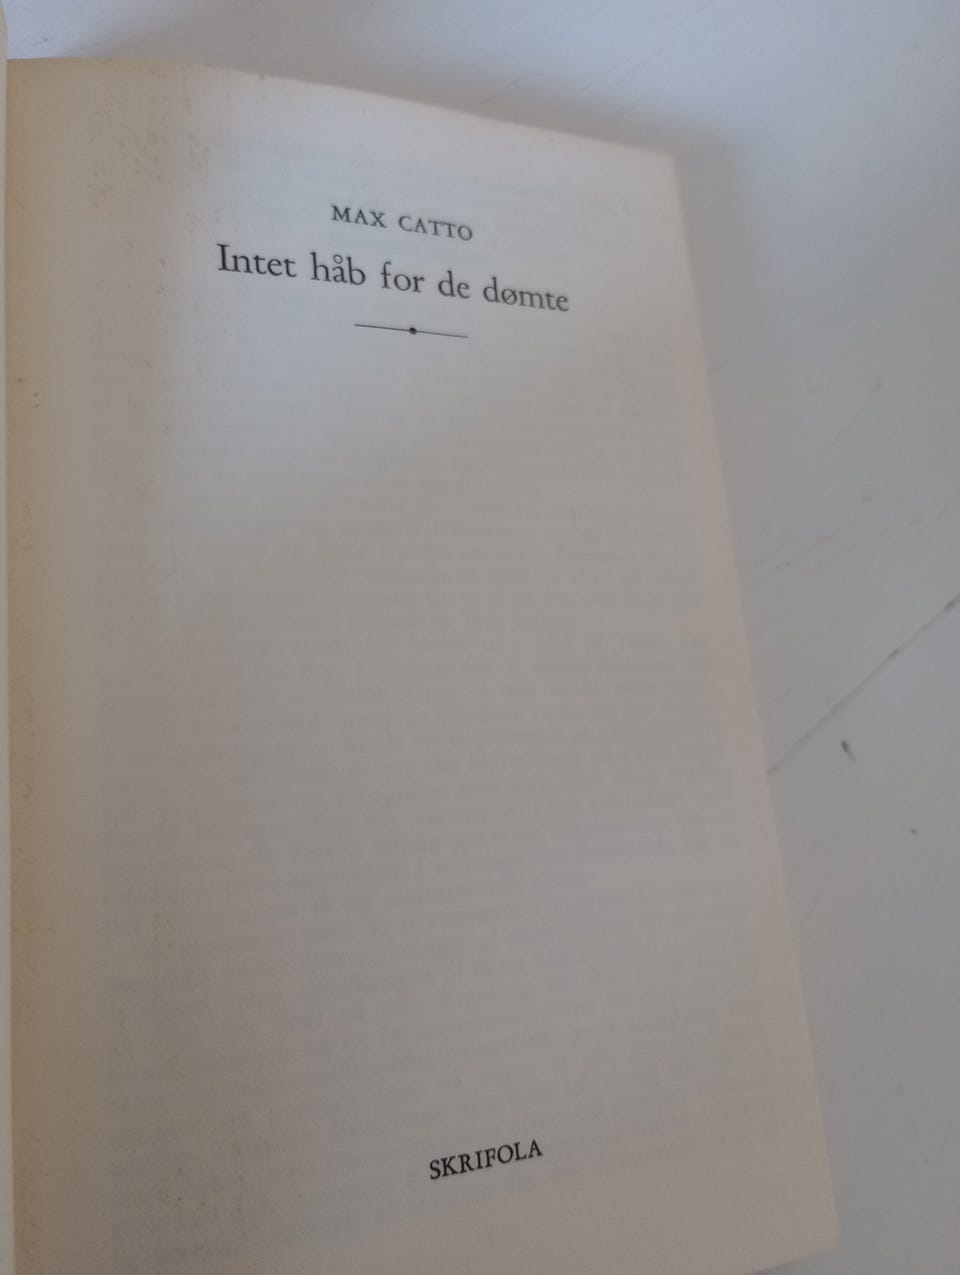 MAX CATTO
Intet håb for de dømte
SKRIFOLA